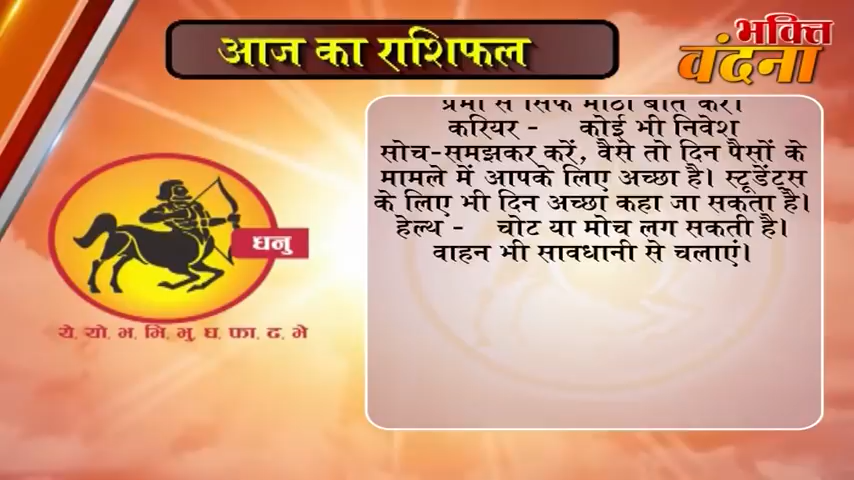 आज का राशिफल
भक्ति
वंदना
प्रेमी से सिर्फ मीठी बातें करें।
करियर - कोई भी निवेश
सोच-समझकर करें, वैसे तो दिन पैसों के
मामले में आपके लिए अच्छा है। स्टूडेंट्स
के लिए भी दिन अच्छा कहा जा सकता है।
हेल्थ - चोट या मोच लग सकती है।
वाहन भी सावधानी से चलाएं।
धनु
ये, यो, भ, भि, भु, ध, फा, ढ, भे